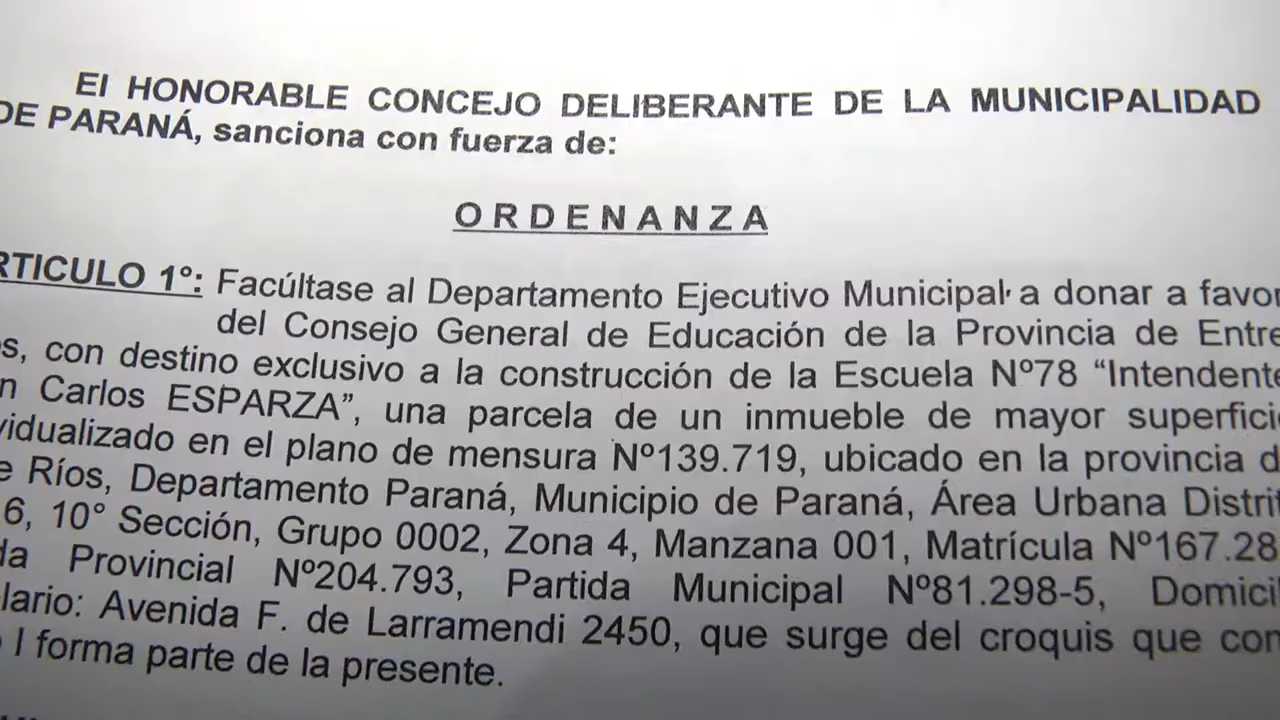 El HONORABLE CONCEJO DELIBERANTE DE LA MUNICIPALIDAD
DE PARANÁ, sanciona con fuerza de:
ORDENANZA
RTICULO 1º: Facúltase al Departamento Ejecutivo Municipal a donar a favor
del Consejo General de Educación de la Provincia de Entre
s, con destino exclusivo a la construcción de la Escuela Nº78 “Intendente
n Carlos ESPARZA”, una parcela de un inmueble de mayor superfici
vidualizado en el plano de mensura Nº139.719, ubicado en la provincia d
e Ríos, Departamento Paraná, Municipio de Paraná, Área Urbana Distrit
6, 10° Sección, Grupo 0002, Zona 4, Manzana 001, Matrícula Nº167.28
da Provincial Nº204.793, Partida Municipal Nº81.298-5, Domicil
lario: Avenida F. de Larramendi 2450, que surge del croquis que com
I forma parte de la presente.